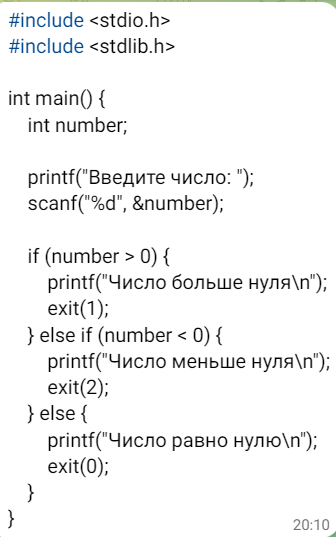 #include <stdio.h>
#include <stdlib.h>
int main() {
int number;
printf("Введите число: ");
scanf("%d", &number);
if (number > 0) {
printf("Число больше нуля\n");
exit(1);
} else if (number < 0) {
printf("Число меньше нуля\n");
exit(2);
} else {
printf("Число равно нулю\n");
exit(0);
}
}
20:10